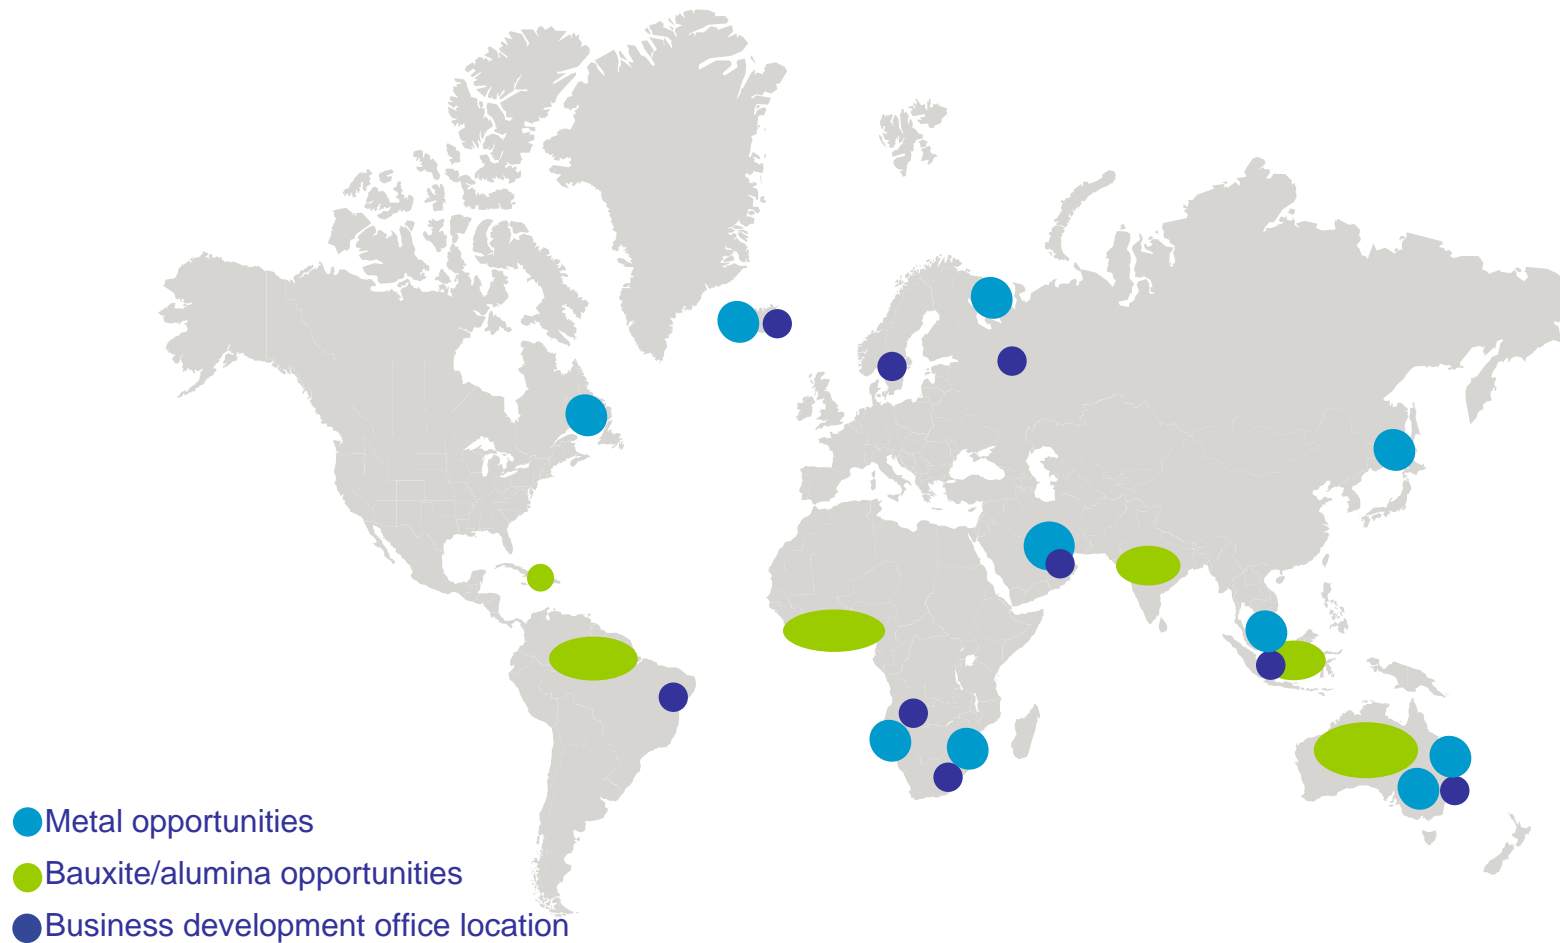 Metal opportunities
Bauxite/alumina opportunities
Business development office location